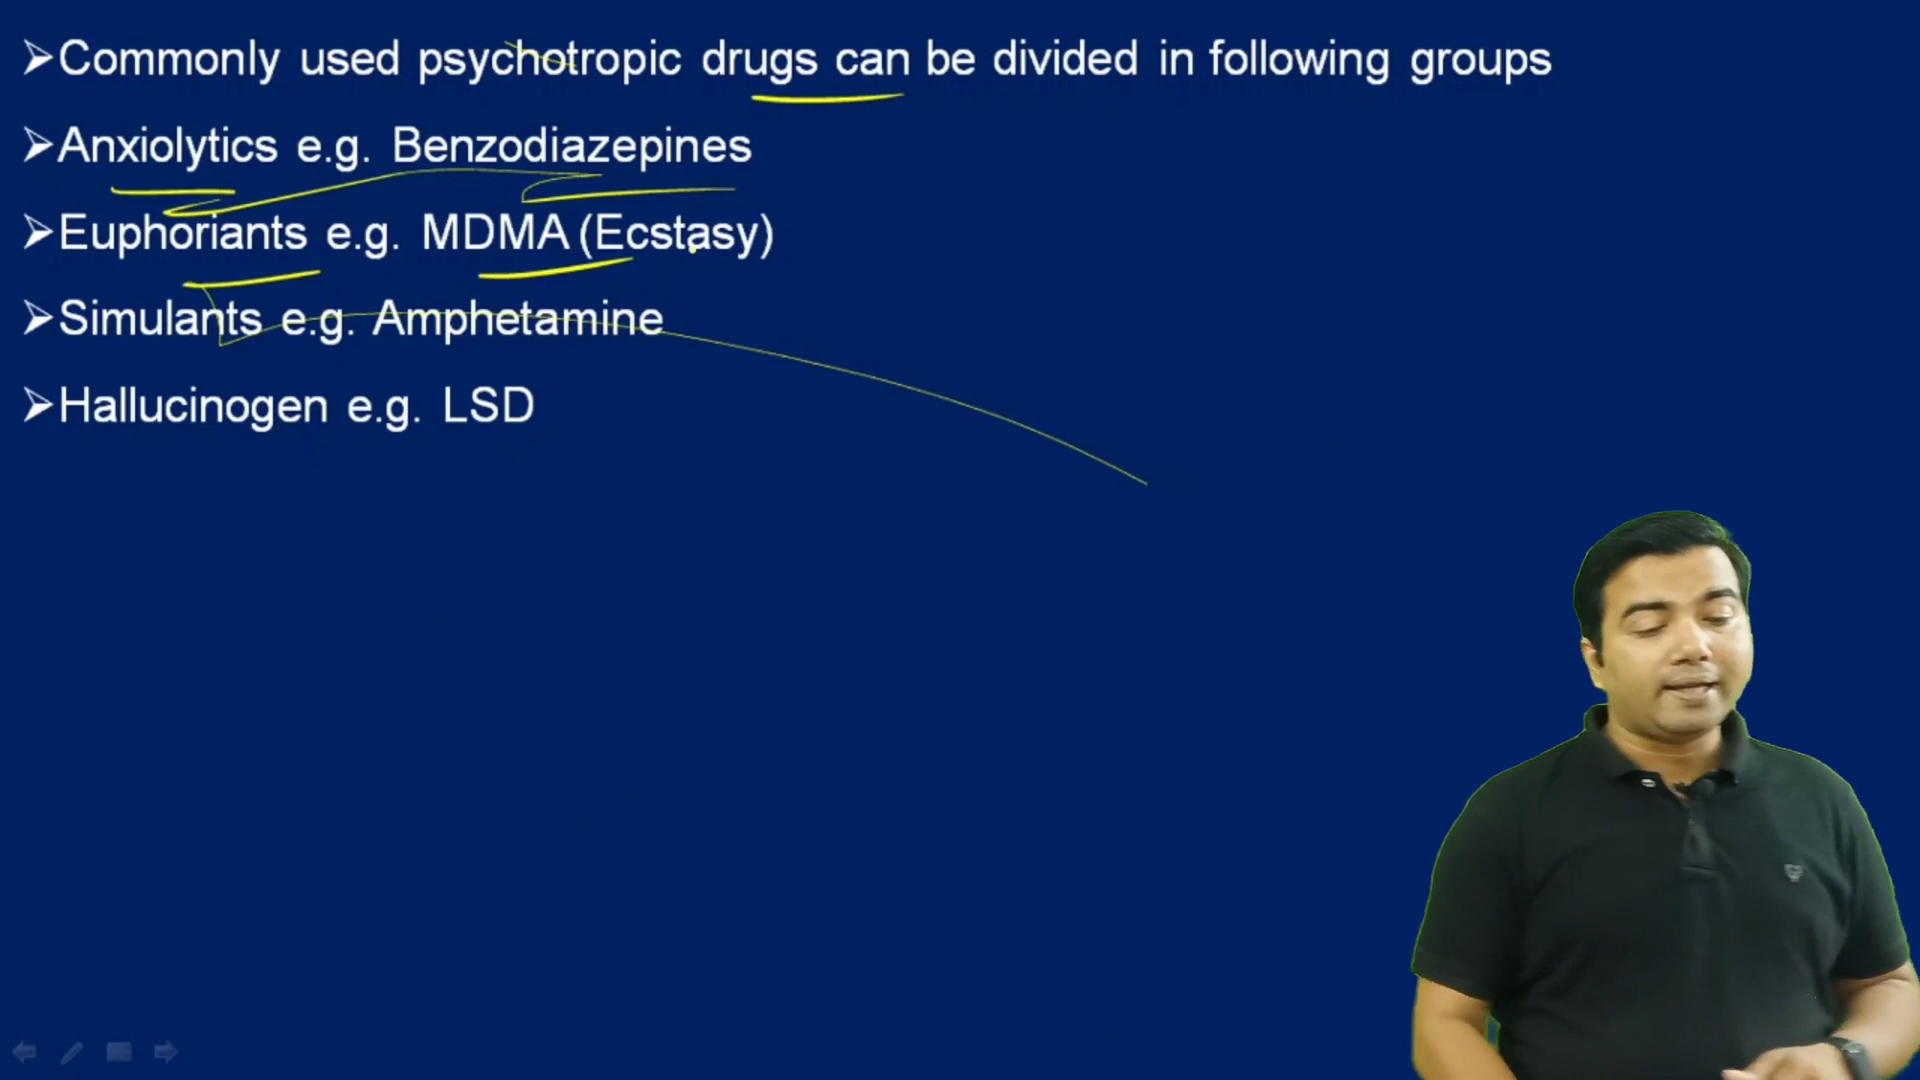 ➢Commonly used psychotropic drugs can be divided in following groups
➢Anxiolytics e.g. Benzodiazepines
➢Euphoriants e.g. MDMA (Ecstasy)
➢Simulants e.g. Amphetamine
➢Hallucinogen e.g. LSD